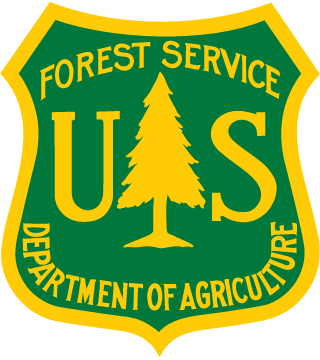 FOREST SERVICE
U S
DEPARTMENT OF AGRICULTURE